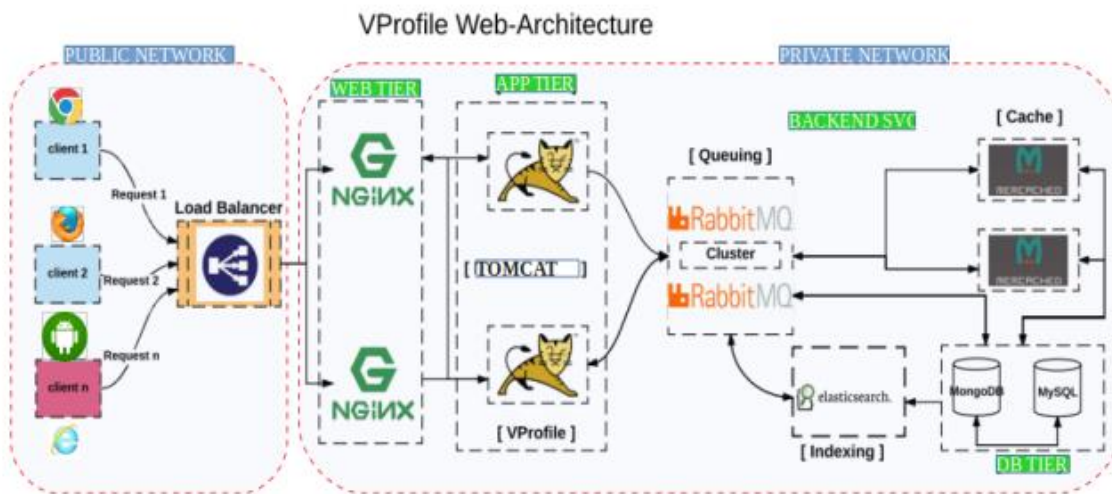 VProfile Web-Architecture
PUBLIC NETWORK
PRIVATE NETWORK
WEB TIER
APP TIER
BACKEND SVC
[ Cache ]
client 1
Request 1
NGINX
[ Queuing ]
MEMCACHED
Load Balancer
RabbitMQ
client 2
Request 2
[ TOMCAT ]
Cluster
MEMCACHED
RabbitMQ
Request n
client n
NGINX
[ VProfile ]
elasticsearch.
[ Indexing ]
MongoDB
MySQL
DB TIER